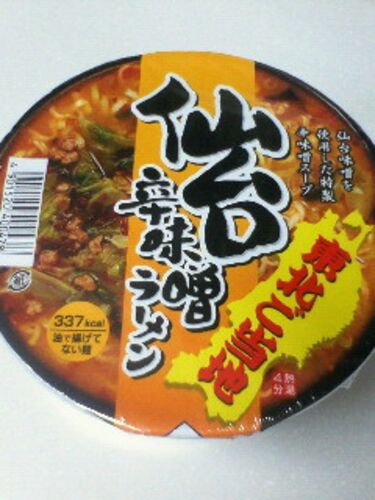 仙台
辛味噌
ラーメン
仙台味噌を
使用した特製
辛味噌スープ
東北ご当地
熱湯
4分
337kcal
油で揚げて
ない麺